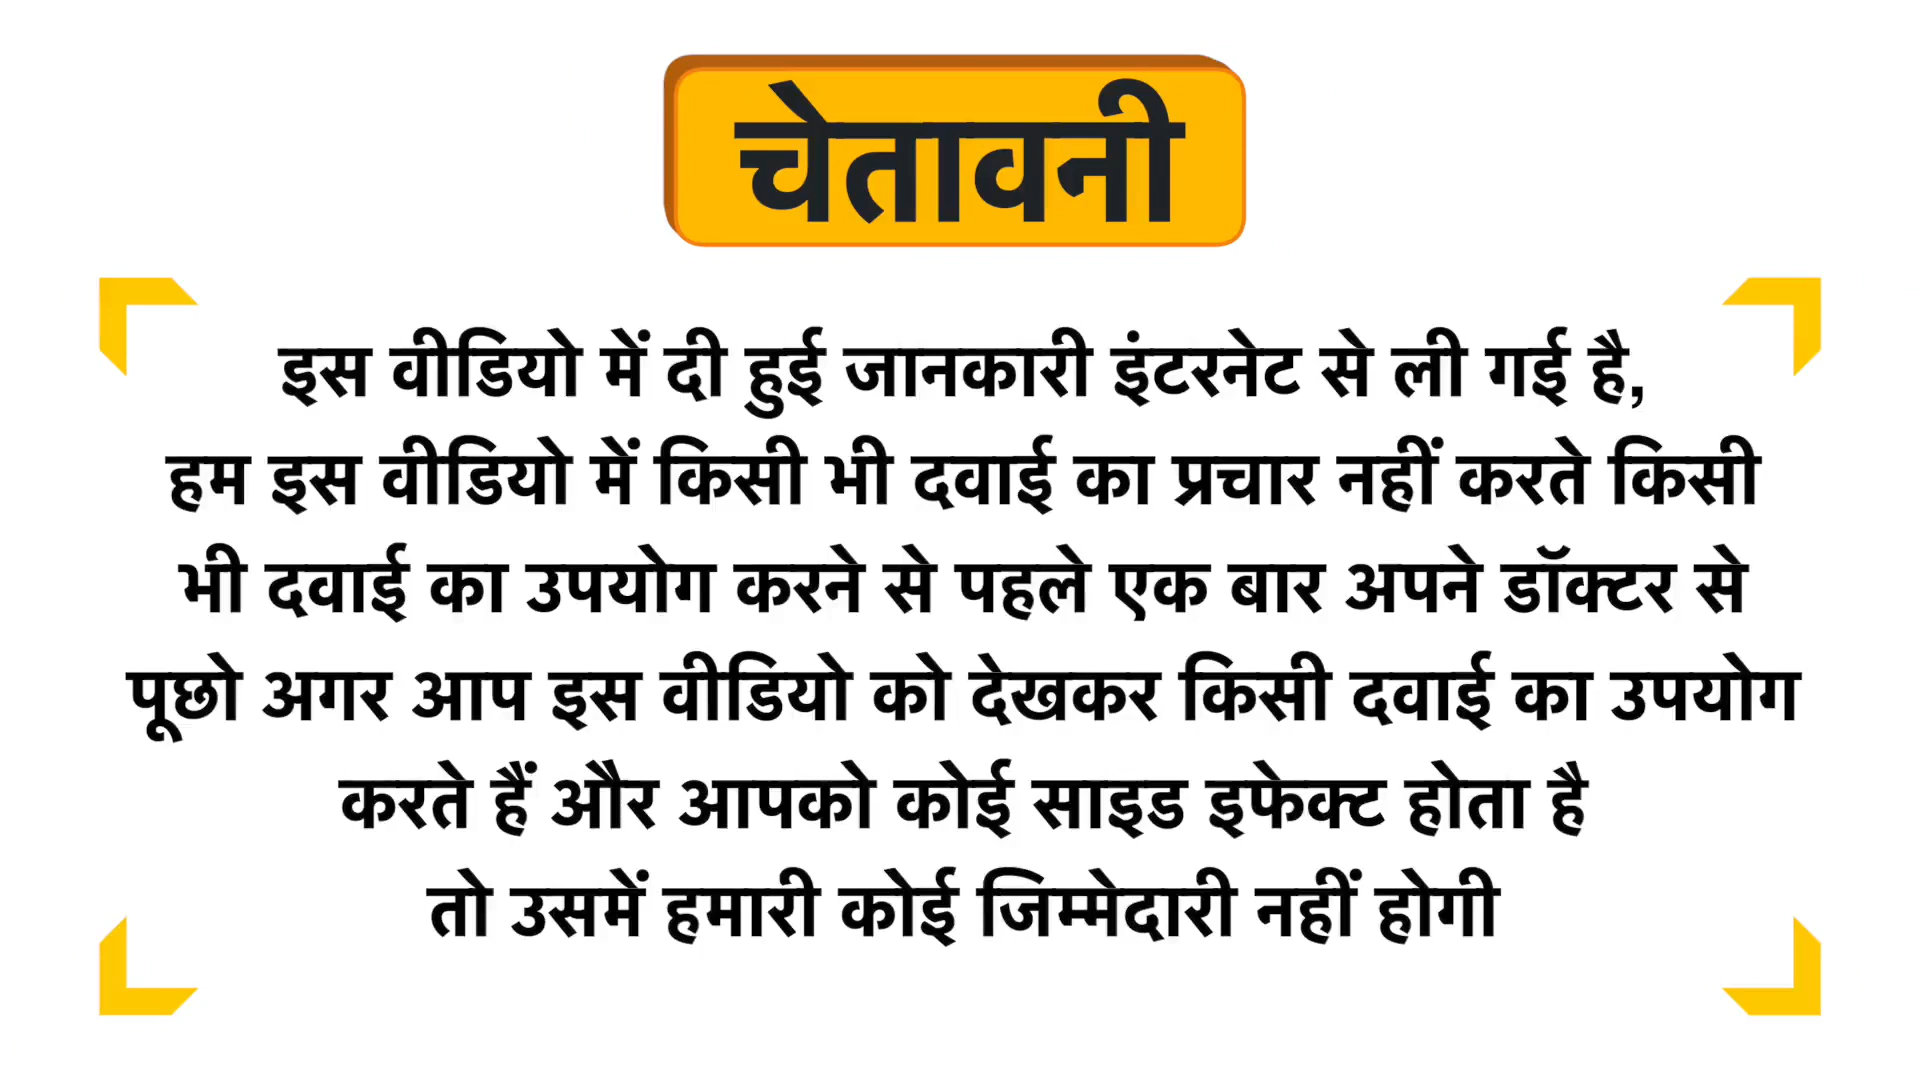 चेतावनी
इस वीडियो में दी हुई जानकारी इंटरनेट से ली गई है,
हम इस वीडियो में किसी भी दवाई का प्रचार नहीं करते किसी
भी दवाई का उपयोग करने से पहले एक बार अपने डॉक्टर से
पूछो अगर आप इस वीडियो को देखकर किसी दवाई का उपयोग
करते हैं और आपको कोई साइड इफेक्ट होता है
तो उसमें हमारी कोई जिम्मेदारी नहीं होगी